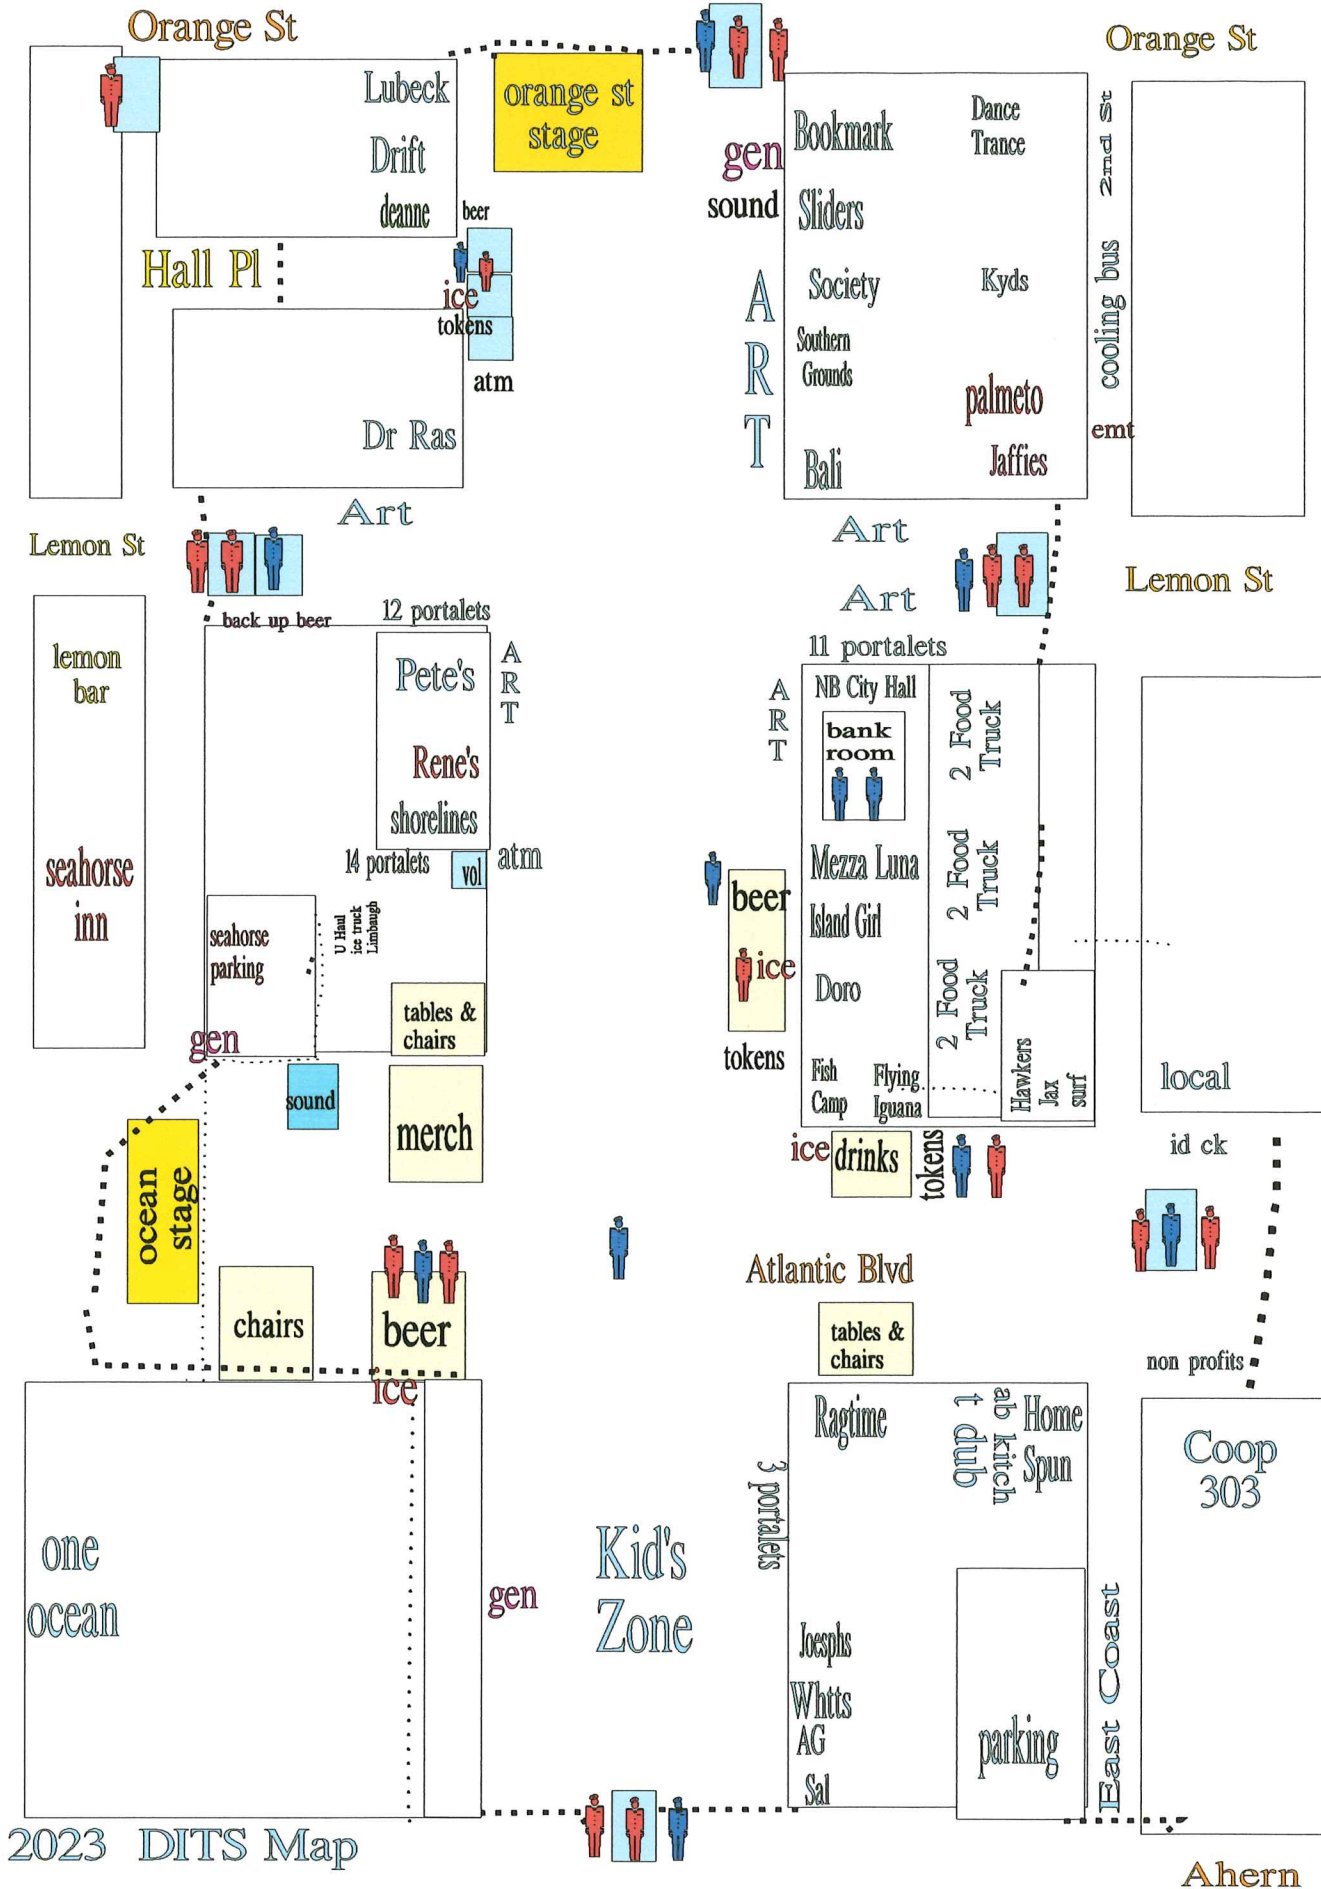 Orange St
Orange St
Lubeck
Drift
deanne
orange st
stage
gen
sound
Bookmark
Dance
Trance
Sliders
Society
Kyds
Southern
Grounds
palmeto
Jaffies
Bali
2nd St
cooling bus
emt
beer
Hall Pl
ice
tokens
atm
Dr Ras
A
R
T
Art
Art
Art
Lemon St
Lemon St
back up beer
12 portalets
11 portalets
lemon
bar
seahorse
inn
Pete's
Rene's
shorelines
A
R
T
14 portalets
vol
atm
U Haul
ice truck
Limbaugh
seahorse
parking
tables &
chairs
gen
sound
merch
A
R
T
NB City Hall
bank
room
Mezza Luna
Island Girl
Doro
Fish
Camp
Flying
Iguana
2 Food
Truck
2 Food
Truck
2 Food
Truck
Hawkers
Jax
surf
beer
ice
tokens
local
id ck
ice
drinks
tokens
ocean
stage
chairs
beer
ice
Atlantic Blvd
tables &
chairs
non profits
Ragtime
t dub
ab kitch
Home
Spun
Coop
303
3 portalets
one
ocean
gen
Kid's
Zone
Joesphs
Whtts
AG
Sal
parking
East Coast
2023 DITS Map
Ahern